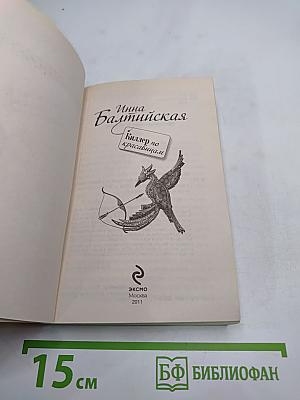 Инна
Балтийская
Киллер по
красавицам
ЭКСМО
Москва
2011
15 см
БФ БИБЛИОФАН